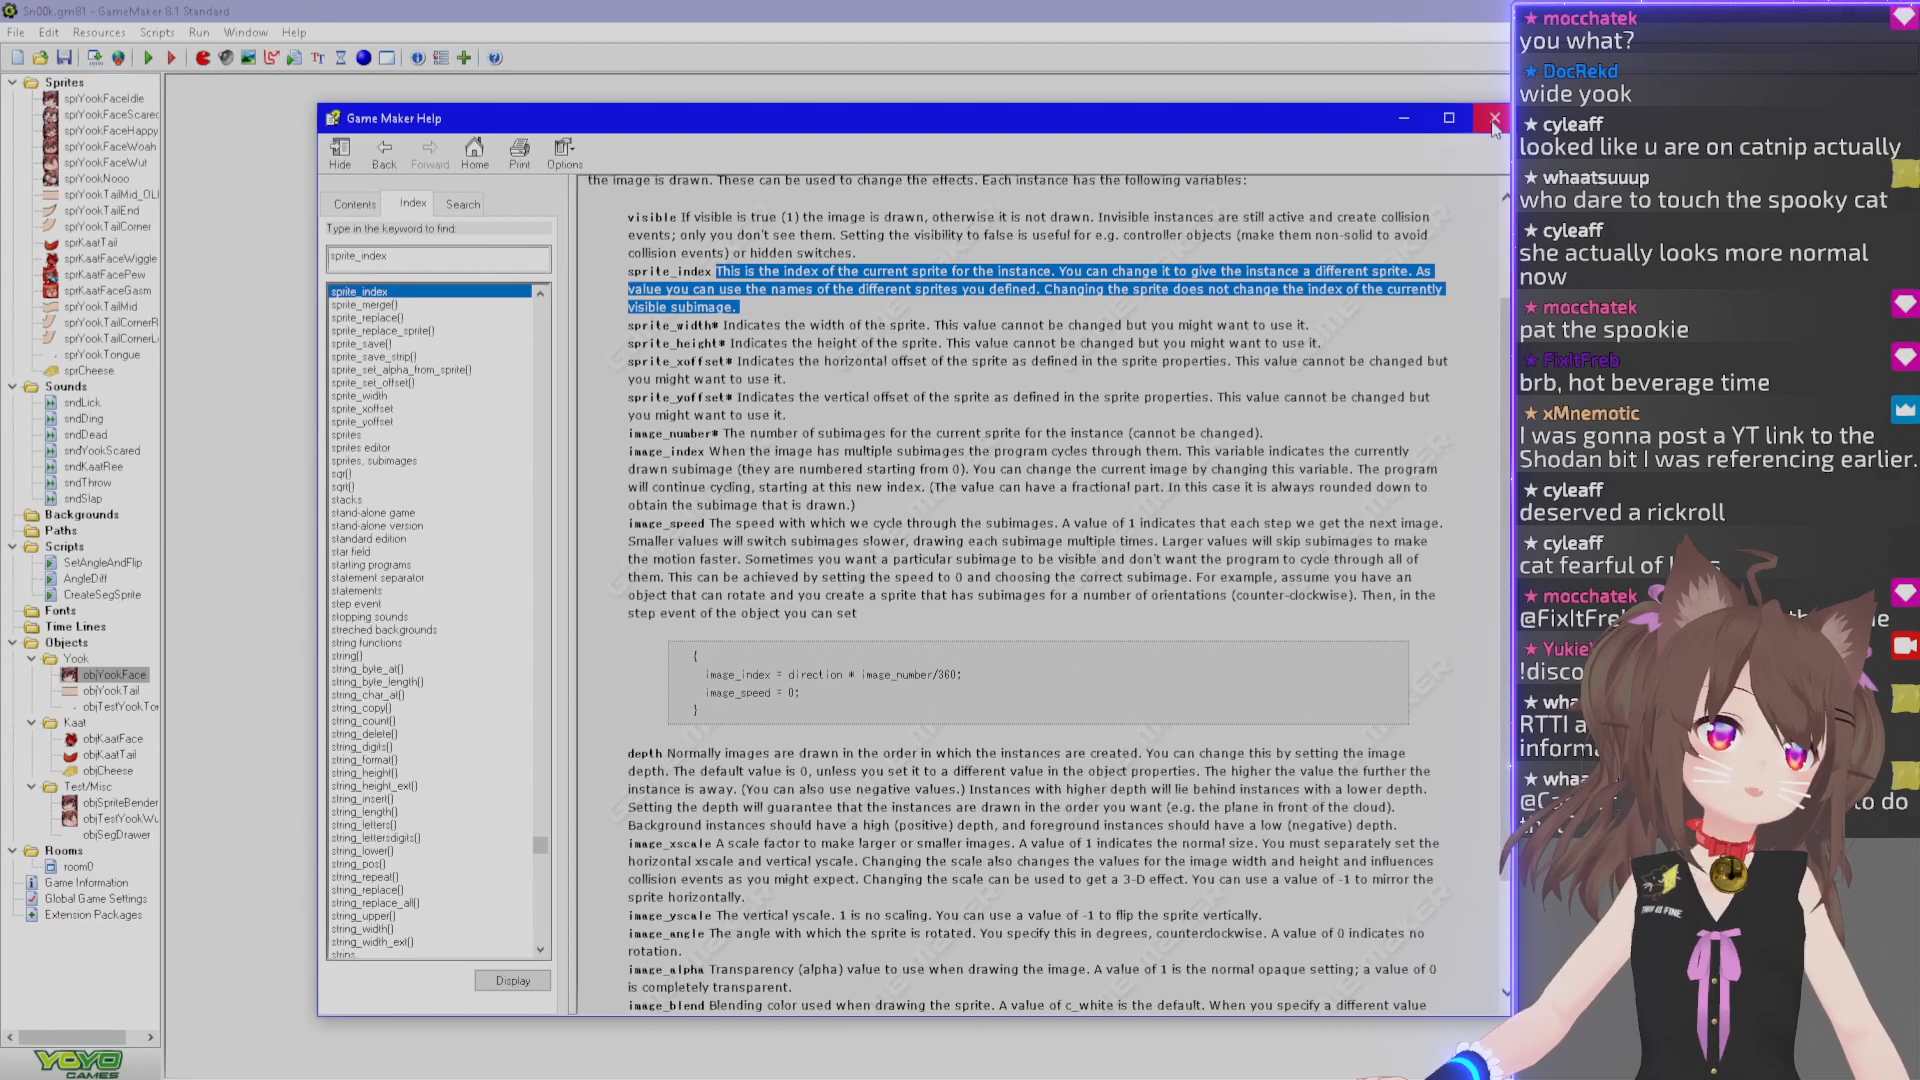 Sn00k.gm81 - GameMaker 8.1 Standard
File Edit Resources Scripts Run Window Help
Sprites
sprYookFaceIdle
sprYookFaceScared
sprYookFaceHappy
sprYookFaceWoah
sprYookFaceWut
sprYookNooo
sprYookTailMid_OLI
sprYookTailEnd
sprYookTailCorner
sprKaatTail
sprKaatFaceWiggle
sprKaatFacePew
sprKaatFaceGasm
sprYookTailMid
sprYookTailCornerR
sprYookTailCornerL
sprYookTongue
sprCheese
Sounds
sndLick
sndDing
sndDead
sndYookScared
sndKaatRee
sndThrow
sndSlap
Backgrounds
Paths
Scripts
SetAngleAndFlip
AngleDiff
CreateSegSprite
Fonts
Time Lines
Objects
Yook
objYookFace
objYookTail
objTestYookTor
Kaat
objKaatFace
objKaatTail
objCheese
Test/Misc
objSpriteBender
objTestYookWu
objSegDrawer
Rooms
room0
Game Information
Global Game Settings
Extension Packages
YOYO
GAMES
Game Maker Help
Hide Back Forward Home Print Options
Contents Index Search
Type in the keyword to find:
sprite_index
sprite_index
sprite_merge()
sprite_replace()
sprite_replace_sprite()
sprite_save()
sprite_save_strip()
sprite_set_alpha_from_sprite()
sprite_set_offset()
sprite_width
sprite_xoffset
sprite_yoffset
sprites
sprites editor
sprites, subimages
sqr()
sqrt()
stacks
stand-alone game
stand-alone version
standard edition
star field
starting programs
statement separator
statements
step event
stopping sounds
streched backgrounds
string functions
string()
string_byte_at()
string_byte_length()
string_char_at()
string_copy()
string_count()
string_delete()
string_digits()
string_format()
string_height()
string_height_ext()
string_insert()
string_length()
string_letters()
string_lettersdigits()
string_lower()
string_pos()
string_repeat()
string_replace()
string_replace_all()
string_upper()
string_width()
string_width_ext()
strips
Display
the image is drawn. These can be used to change the effects. Each instance has the following variables:
visible If visible is true (1) the image is drawn, otherwise it is not drawn. Invisible instances are still active and create collision
events; only you don't see them. Setting the visibility to false is useful for e.g. controller objects (make them non-solid to avoid
collision events) or hidden switches.
sprite_index This is the index of the current sprite for the instance. You can change it to give the instance a different sprite. As
value you can use the names of the different sprites you defined. Changing the sprite does not change the index of the currently
visible subimage.
sprite_width* Indicates the width of the sprite. This value cannot be changed but you might want to use it.
sprite_height* Indicates the height of the sprite. This value cannot be changed but you might want to use it.
sprite_xoffset* Indicates the horizontal offset of the sprite as defined in the sprite properties. This value cannot be changed but
you might want to use it.
sprite_yoffset* Indicates the vertical offset of the sprite as defined in the sprite properties. This value cannot be changed but
you might want to use it.
image_number* The number of subimages for the current sprite for the instance (cannot be changed).
image_index When the image has multiple subimages the program cycles through them. This variable indicates the currently
drawn subimage (they are numbered starting from 0). You can change the current image by changing this variable. The program
will continue cycling, starting at this new index. (The value can have a fractional part. In this case it is always rounded down to
obtain the subimage that is drawn.)
image_speed The speed with which we cycle through the subimages. A value of 1 indicates that each step we get the next image.
Smaller values will switch subimages slower, drawing each subimage multiple times. Larger values will skip subimages to make
the motion faster. Sometimes you want a particular subimage to be visible and don't want the program to cycle through all of
them. This can be achieved by setting the speed to 0 and choosing the correct subimage. For example, assume you have an
object that can rotate and you create a sprite that has subimages for a number of orientations (counter-clockwise). Then, in the
step event of the object you can set
{
image_index = direction * image_number/360;
image_speed = 0;
}
depth Normally images are drawn in the order in which the instances are created. You can change this by setting the image
depth. The default value is 0, unless you set it to a different value in the object properties. The higher the value the further the
instance is away. (You can also use negative values.) Instances with higher depth will lie behind instances with a lower depth.
Setting the depth will guarantee that the instances are drawn in the order you want (e.g. the plane in front of the cloud).
Background instances should have a high (positive) depth, and foreground instances should have a low (negative) depth.
image_xscale A scale factor to make larger or smaller images. A value of 1 indicates the normal size. You must separately set the
horizontal xscale and vertical yscale. Changing the scale also changes the values for the image width and height and influences
collision events as you might expect. Changing the scale can be used to get a 3-D effect. You can use a value of -1 to mirror the
sprite horizontally.
image_yscale The vertical yscale. 1 is no scaling. You can use a value of -1 to flip the sprite vertically.
image_angle The angle with which the sprite is rotated. You specify this in degrees, counterclockwise. A value of 0 indicates no
rotation.
image_alpha Transparency (alpha) value to use when drawing the image. A value of 1 is the normal opaque setting; a value of 0
is completely transparent.
image_blend Blending color used when drawing the sprite. A value of c_white is the default. When you specify a different value
mocchatek
you what?
DocRekd
wide yook
cyleaff
looked like u are on catnip actually
whaatsuuup
who dare to touch the spooky cat
cyleaff
she actually looks more normal
now
mocchatek
pat the spookie
FixItFreb
brb, hot beverage time
xMnemotic
I was gonna post a YT link to the
Shodan bit I was referencing earlier.
cyleaff
deserved a rickroll
cyleaff
cat fearful of
mocchatek
@FixItFre
Yukie
!disco
wha
RTTI a
inform
whaa
@Ca to do
THIS IS FINE